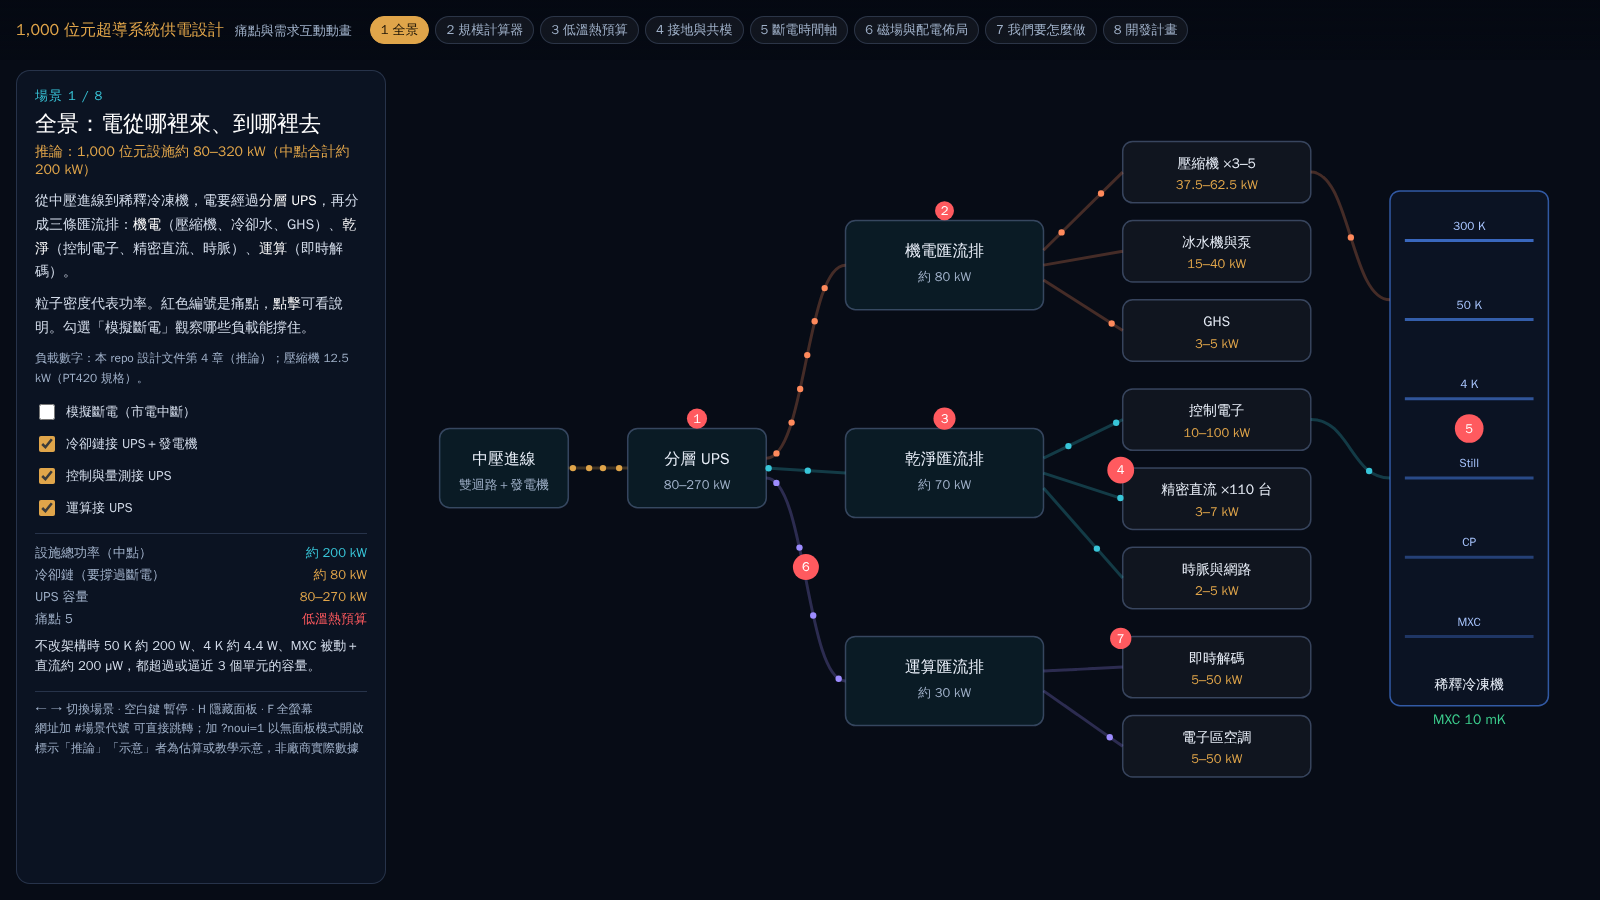 1,000 位元超導系統供電設計 痛點與需求互動動畫 1 全景 2 規模計算器 3 低溫熱預算 4 接地與共模 5 斷電時間軸 6 磁場與配電佈局 7 我們要怎麼做 8 開發計畫
場景 1 / 8
全景：電從哪裡來、到哪裡去
推論：1,000 位元設施約 80–320 kW（中點合計約
200 kW）
從中壓進線到稀釋冷凍機，電要經過分層 UPS，再分
成三條匯流排：機電（壓縮機、冷卻水、GHS）、乾
淨（控制電子、精密直流、時脈）、運算（即時解
碼）。
粒子密度代表功率。紅色編號是痛點，點擊可看說
明。勾選「模擬斷電」觀察哪些負載能撐住。
負載數字：本 repo 設計文件第 4 章（推論）；壓縮機 12.5
kW（PT420 規格）。
模擬斷電（市電中斷）
冷卻鏈接 UPS＋發電機
控制與量測接 UPS
運算接 UPS
設施總功率（中點） 約 200 kW
冷卻鏈（要撐過斷電） 約 80 kW
UPS 容量 80–270 kW
痛點 5 低溫熱預算
不改架構時 50 K 約 200 W、4 K 約 4.4 W、MXC 被動＋
直流約 200 µW，都超過或逼近 3 個單元的容量。
← → 切換場景 · 空白鍵 暫停 · H 隱藏面板 · F 全螢幕
網址加 #場景代號 可直接跳轉；加 ?noui=1 以無面板模式開啟
標示「推論」「示意」者為估算或教學示意，非廠商實際數據
中壓進線
雙迴路＋發電機
1
分層 UPS
80–270 kW
2
機電匯流排
約 80 kW
3
乾淨匯流排
約 70 kW
6
運算匯流排
約 30 kW
壓縮機 ×3–5
37.5–62.5 kW
冰水機與泵
15–40 kW
GHS
3–5 kW
控制電子
10–100 kW
4
精密直流 ×110 台
3–7 kW
時脈與網路
2–5 kW
7
即時解碼
5–50 kW
電子區空調
5–50 kW
300 K
50 K
4 K
5
Still
CP
MXC
稀釋冷凍機
MXC 10 mK